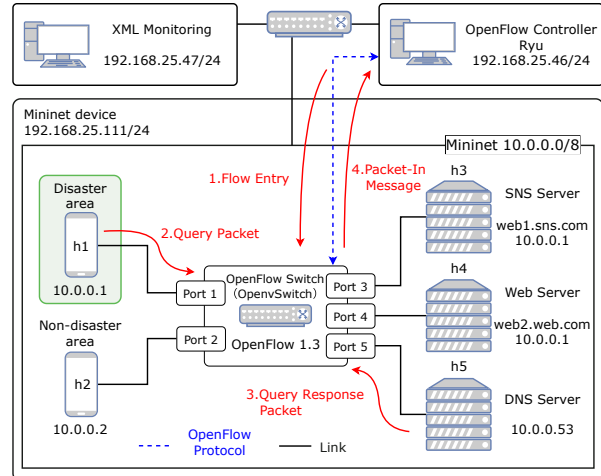 XML Monitoring
192.168.25.47/24
OpenFlow Controller
Ryu
192.168.25.46/24
Mininet device
192.168.25.111/24
Mininet 10.0.0.0/8
1.Flow Entry
4.Packet-In
Message
h3
SNS Server
web1.sns.com
10.0.0.1
Disaster
area
h1
10.0.0.1
2.Query Packet
OpenFlow Switch
(OpenvSwitch)
OpenFlow 1.3
Port 1
Port 2
Port 3
Port 4
Port 5
h4
Web Server
web2.web.com
10.0.0.1
Non-disaster
area
h2
10.0.0.2
3.Query Response
Packet
h5
DNS Server
10.0.0.53
OpenFlow
Protocol
Link